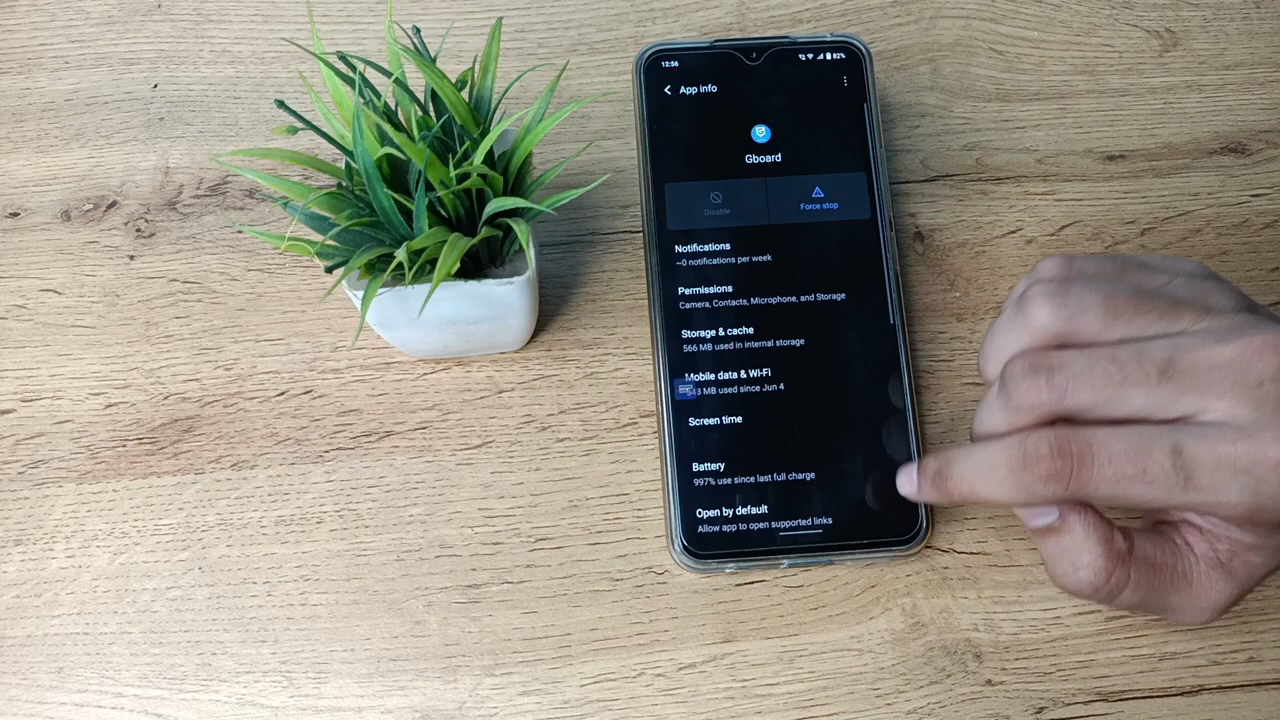 12:56
82%
App info
Gboard
Disable
Force stop
Notifications
~0 notifications per week
Permissions
Camera, Contacts, Microphone, and Storage
Storage & cache
566 MB used in internal storage
Mobile data & Wi-Fi
543 MB used since Jun 4
Screen time
Battery
997% use since last full charge
Open by default
Allow app to open supported links